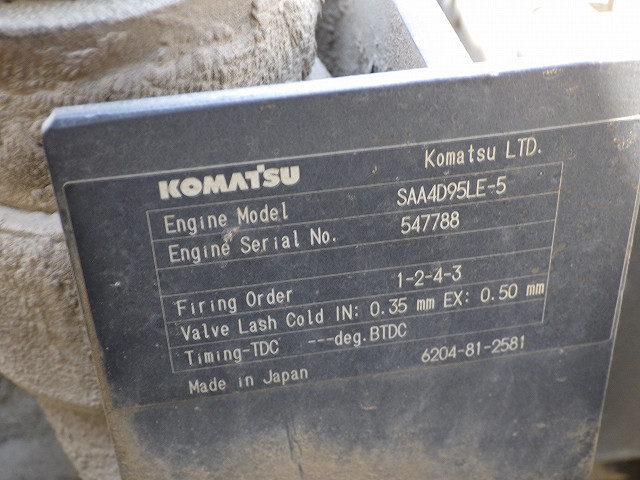 KOMATSU Komatsu LTD.
Engine Model SAA4D95LE-5
Engine Serial No. 547788
Firing Order 1-2-4-3
Valve Lash Cold IN: 0.35 mm EX: 0.50 mm
Timing-TDC ---deg.BTDC
6204-81-2581
Made in Japan